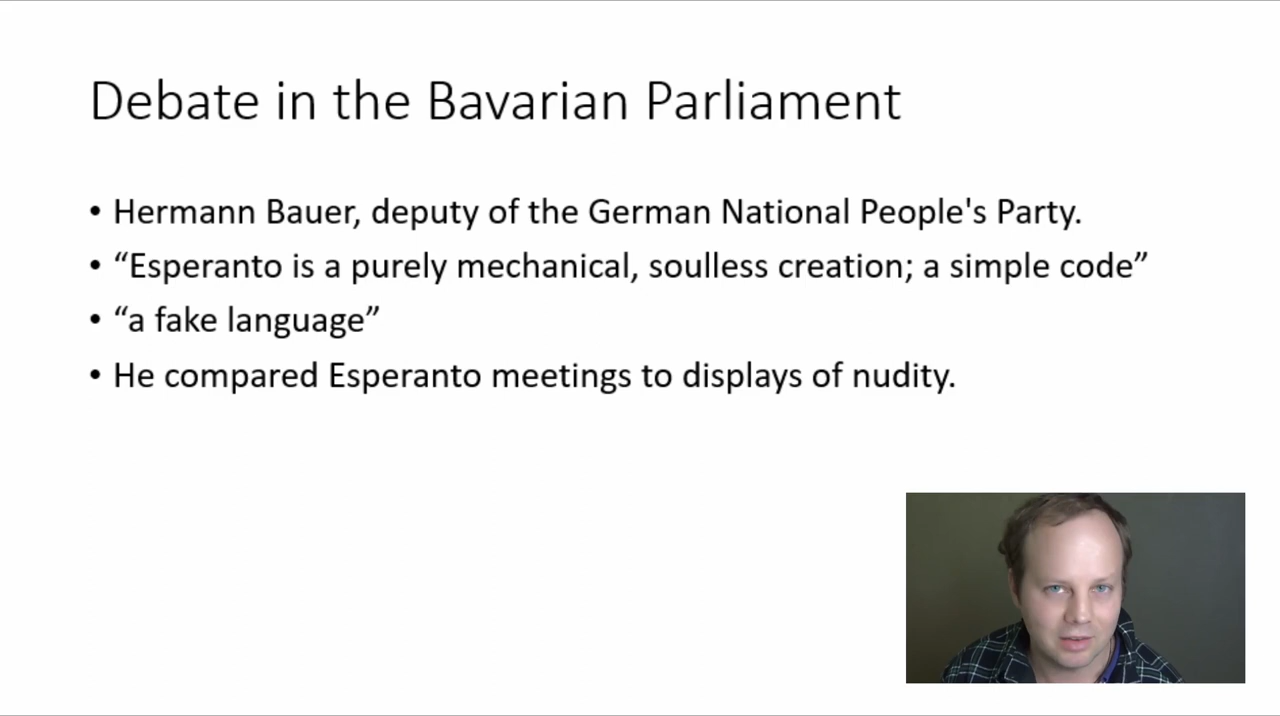 Debate in the Bavarian Parliament
• Hermann Bauer, deputy of the German National People's Party.
• “Esperanto is a purely mechanical, soulless creation; a simple code”
• “a fake language”
• He compared Esperanto meetings to displays of nudity.